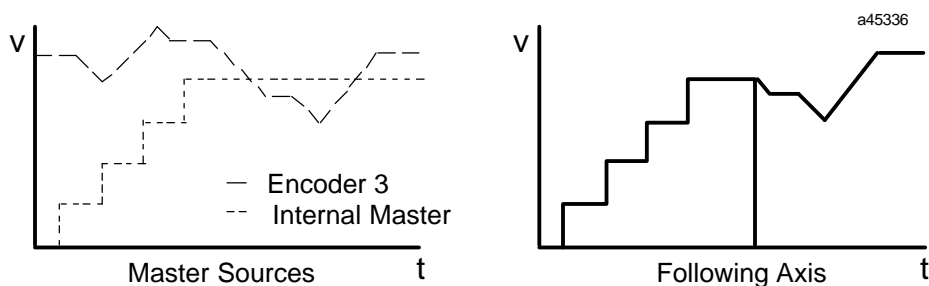 a45336
v
v
Encoder 3
Internal Master
Master Sources
t
Following Axis
t